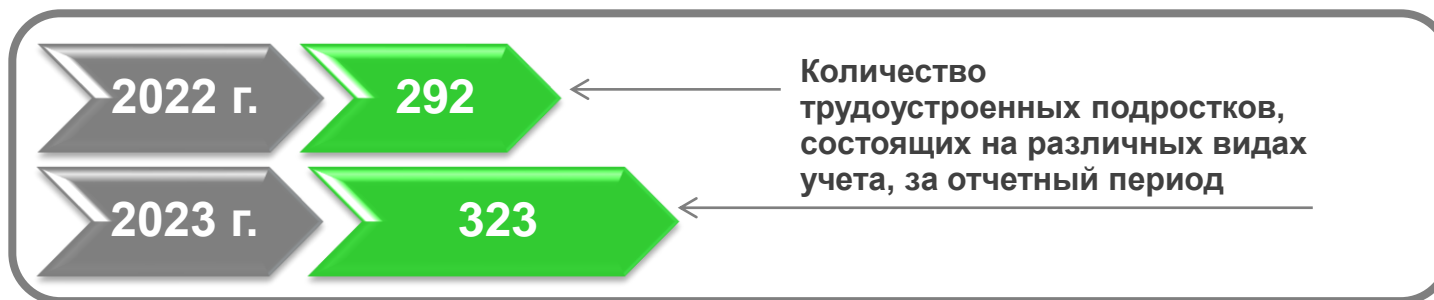 2022 г.
292
Количество
трудоустроенных подростков,
состоящих на различных видах
учета, за отчетный период
2023 г.
323